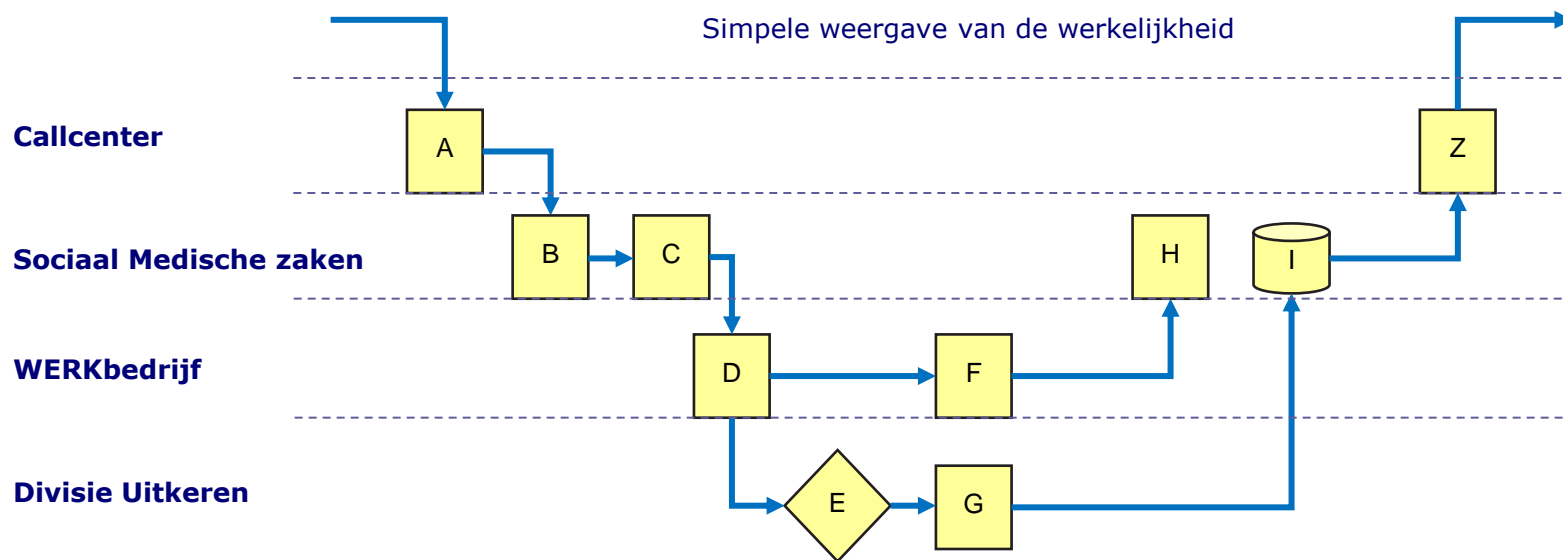 Simpele weergave van de werkelijkheid
Callcenter
A
Z
Sociaal Medische zaken
B
C
H
I
WERKbedrijf
D
F
Divisie Uitkeren
E
G